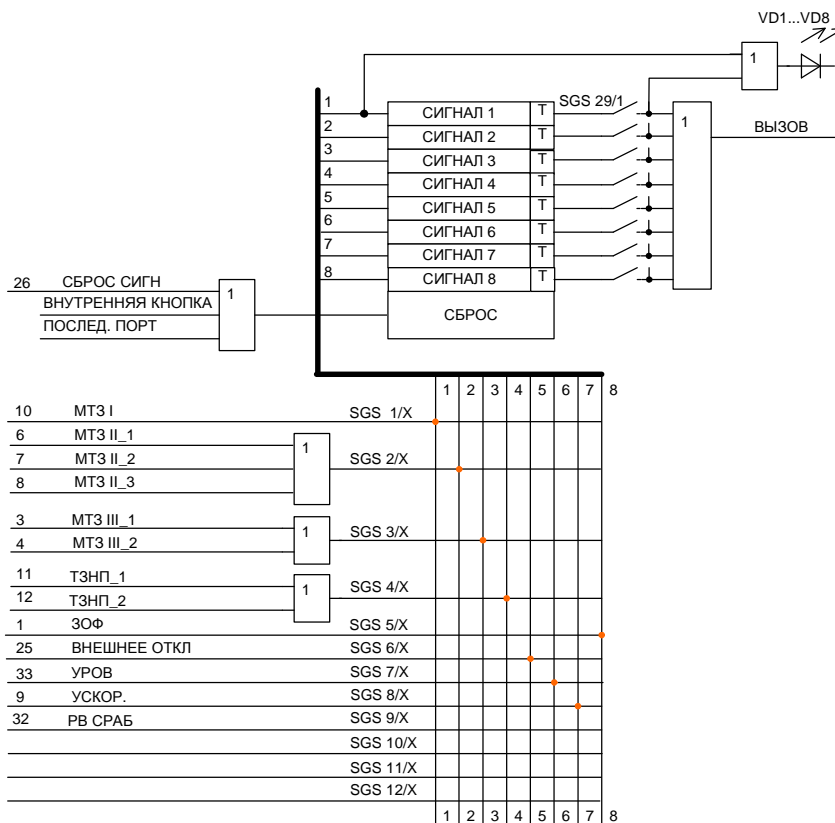 VD1...VD8
1
1
СИГНАЛ 1 Т SGS 29/1
1
ВЫЗОВ
2
СИГНАЛ 2 Т
3
СИГНАЛ 3 Т
4
СИГНАЛ 4 Т
5
СИГНАЛ 5 Т
6
СИГНАЛ 6 Т
7
СИГНАЛ 7 Т
8
СИГНАЛ 8 Т
26 СБРОС СИГН
1
ВНУТРЕННЯЯ КНОПКА
ПОСЛЕД. ПОРТ
СБРОС
1 2 3 4 5 6 7 8
10 МТЗ I SGS 1/X
6 МТЗ II_1
7 МТЗ II_2 1 SGS 2/X
8 МТЗ II_3
3 МТЗ III_1
4 МТЗ III_2 1 SGS 3/X
11 ТЗНП_1
12 ТЗНП_2 1 SGS 4/X
1 ЗОФ SGS 5/X
25 ВНЕШНЕЕ ОТКЛ SGS 6/X
33 УРОВ SGS 7/X
9 УСКОР. SGS 8/X
32 РВ СРАБ SGS 9/X
SGS 10/X
SGS 11/X
SGS 12/X
1 2 3 4 5 6 7 8